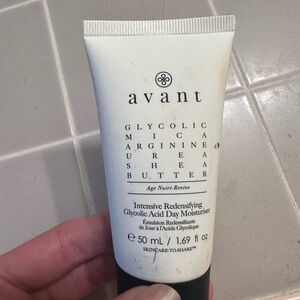 avant
GLYCOLIC
MICA
ARGININE
UREA
SHEA
BUTTER
Age Nutri-Revive
Intensive Redensifying
Glycolic Acid Day Moisturiser
Émulsion Redensifiante
de Jour à l'Acide Glycolique
e 50 mL / 1.69 fl oz
SKINCARE-TO-SHARE™